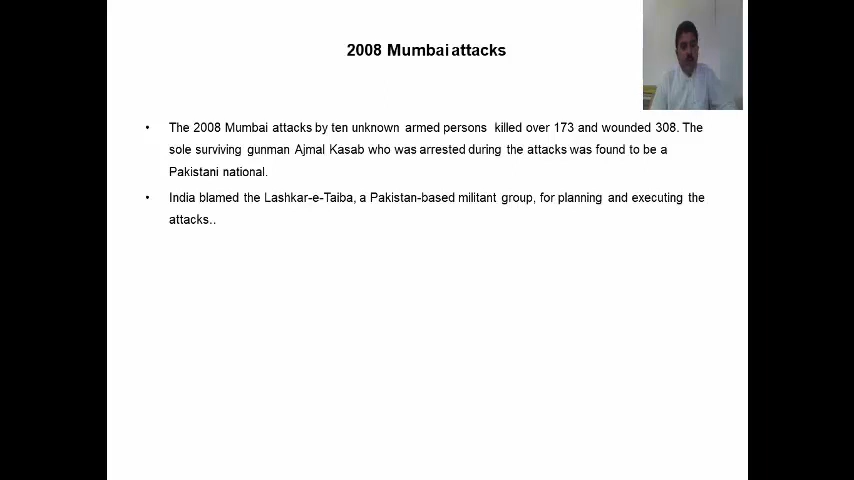 2008 Mumbai attacks
• The 2008 Mumbai attacks by ten unknown armed persons killed over 173 and wounded 308. The
sole surviving gunman Ajmal Kasab who was arrested during the attacks was found to be a
Pakistani national.
• India blamed the Lashkar-e-Taiba, a Pakistan-based militant group, for planning and executing the
attacks..